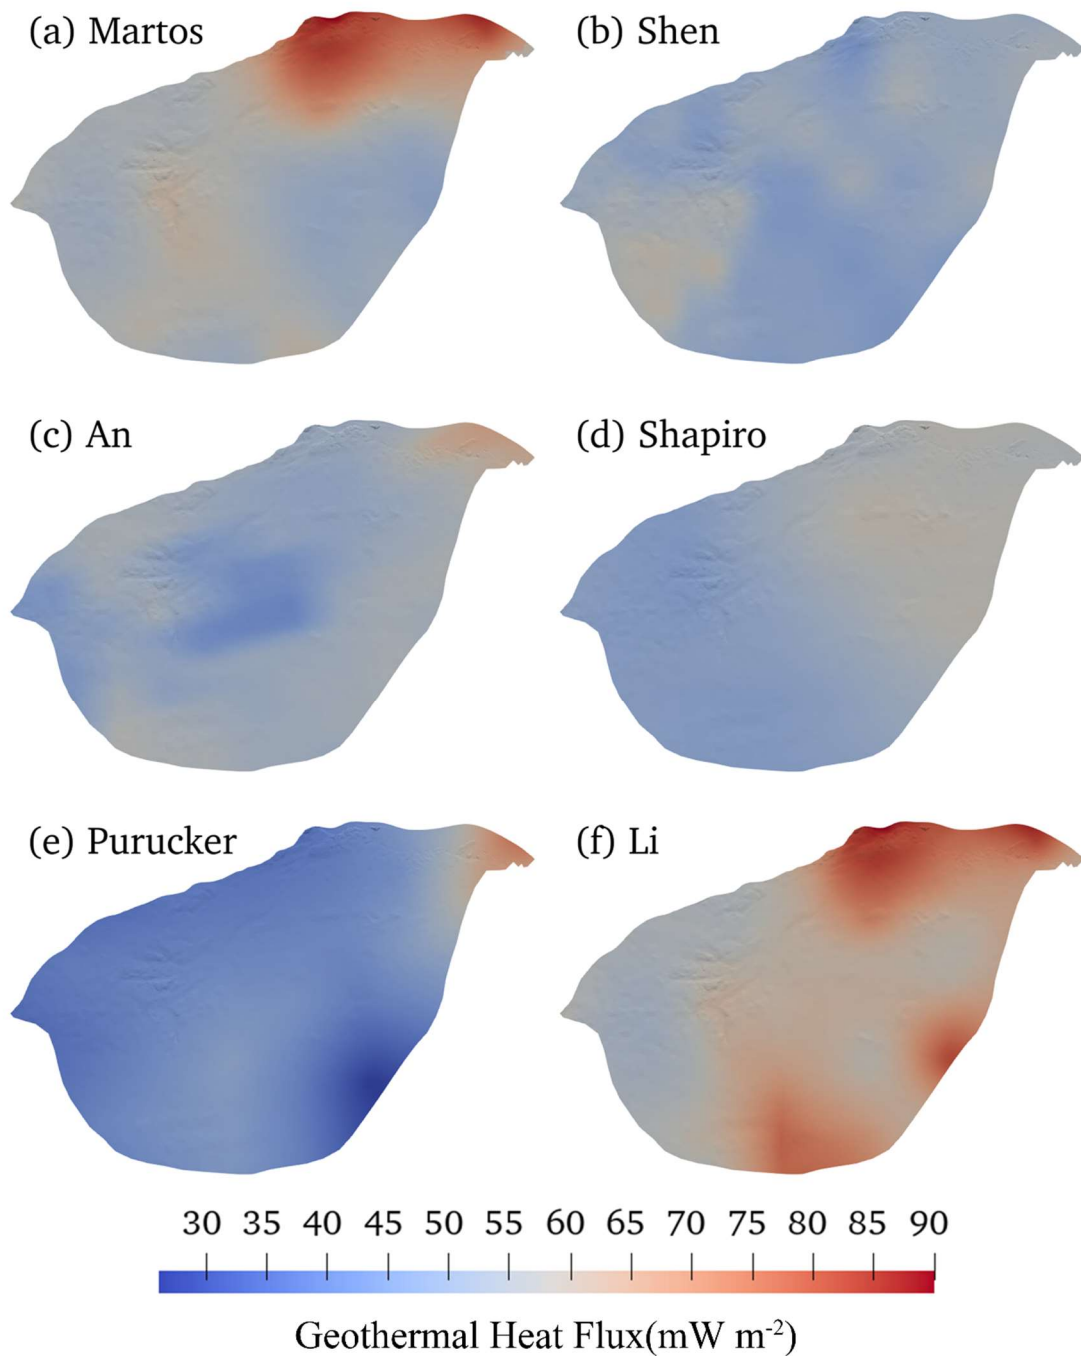 (a) Martos
(b) Shen
(c) An
(d) Shapiro
(e) Purucker
(f) Li
30 35 40 45 50 55 60 65 70 75 80 85 90
Geothermal Heat Flux(mW m⁻²)